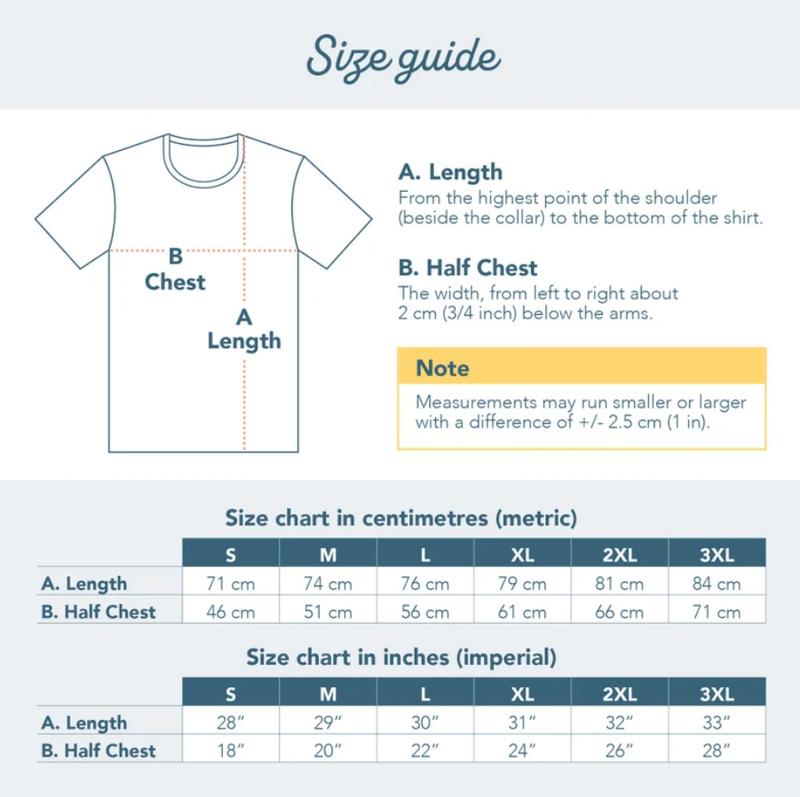 Size guide
B
Chest
A
Length
A. Length
From the highest point of the shoulder
(beside the collar) to the bottom of the shirt.
B. Half Chest
The width, from left to right about
2 cm (3/4 inch) below the arms.
Note
Measurements may run smaller or larger
with a difference of +/- 2.5 cm (1 in).
Size chart in centimetres (metric)
S M L XL 2XL 3XL
A. Length 71 cm 74 cm 76 cm 79 cm 81 cm 84 cm
B. Half Chest 46 cm 51 cm 56 cm 61 cm 66 cm 71 cm
Size chart in inches (imperial)
S M L XL 2XL 3XL
A. Length 28” 29” 30” 31” 32” 33”
B. Half Chest 18” 20” 22” 24” 26” 28”